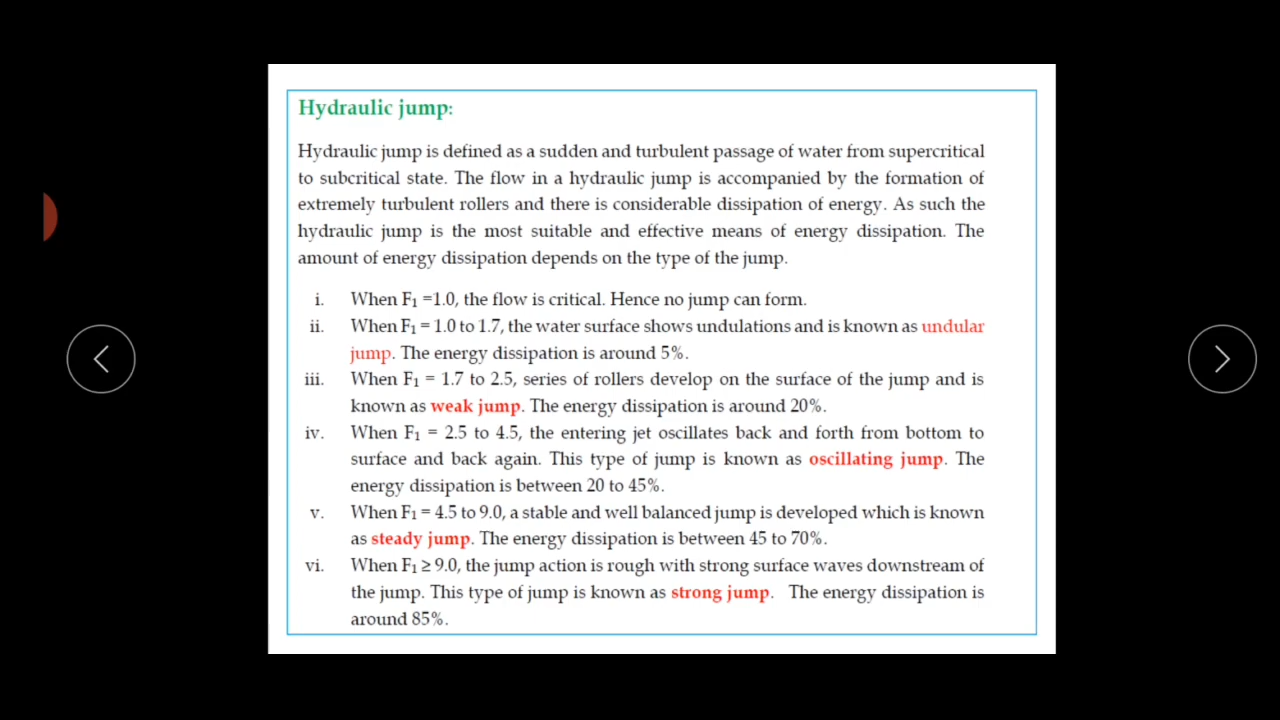 Hydraulic jump:
Hydraulic jump is defined as a sudden and turbulent passage of water from supercritical
to subcritical state. The flow in a hydraulic jump is accompanied by the formation of
extremely turbulent rollers and there is considerable dissipation of energy. As such the
hydraulic jump is the most suitable and effective means of energy dissipation. The
amount of energy dissipation depends on the type of the jump.
i. When F₁ =1.0, the flow is critical. Hence no jump can form.
ii. When F₁ = 1.0 to 1.7, the water surface shows undulations and is known as undular
jump. The energy dissipation is around 5%.
iii. When F₁ = 1.7 to 2.5, series of rollers develop on the surface of the jump and is
known as weak jump. The energy dissipation is around 20%.
iv. When F₁ = 2.5 to 4.5, the entering jet oscillates back and forth from bottom to
surface and back again. This type of jump is known as oscillating jump. The
energy dissipation is between 20 to 45%.
v. When F₁ = 4.5 to 9.0, a stable and well balanced jump is developed which is known
as steady jump. The energy dissipation is between 45 to 70%.
vi. When F₁ ≥ 9.0, the jump action is rough with strong surface waves downstream of
the jump. This type of jump is known as strong jump. The energy dissipation is
around 85%.